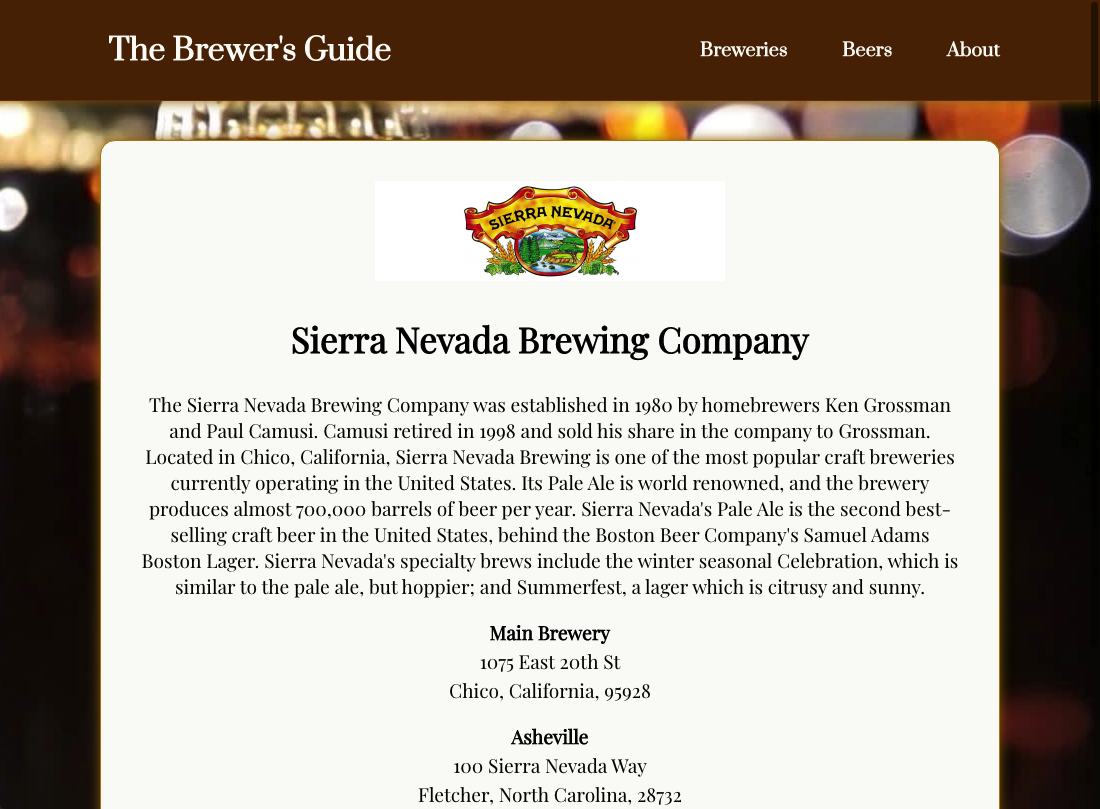 The Brewer's Guide
Breweries
Beers
About
SIERRA NEVADA
Sierra Nevada Brewing Company
The Sierra Nevada Brewing Company was established in 1980 by homebrewers Ken Grossman
and Paul Camusi. Camusi retired in 1998 and sold his share in the company to Grossman.
Located in Chico, California, Sierra Nevada Brewing is one of the most popular craft breweries
currently operating in the United States. Its Pale Ale is world renowned, and the brewery
produces almost 700,000 barrels of beer per year. Sierra Nevada's Pale Ale is the second best-
selling craft beer in the United States, behind the Boston Beer Company's Samuel Adams
Boston Lager. Sierra Nevada's specialty brews include the winter seasonal Celebration, which is
similar to the pale ale, but hoppier; and Summerfest, a lager which is citrusy and sunny.
Main Brewery
1075 East 20th St
Chico, California, 95928
Asheville
100 Sierra Nevada Way
Fletcher, North Carolina, 28732